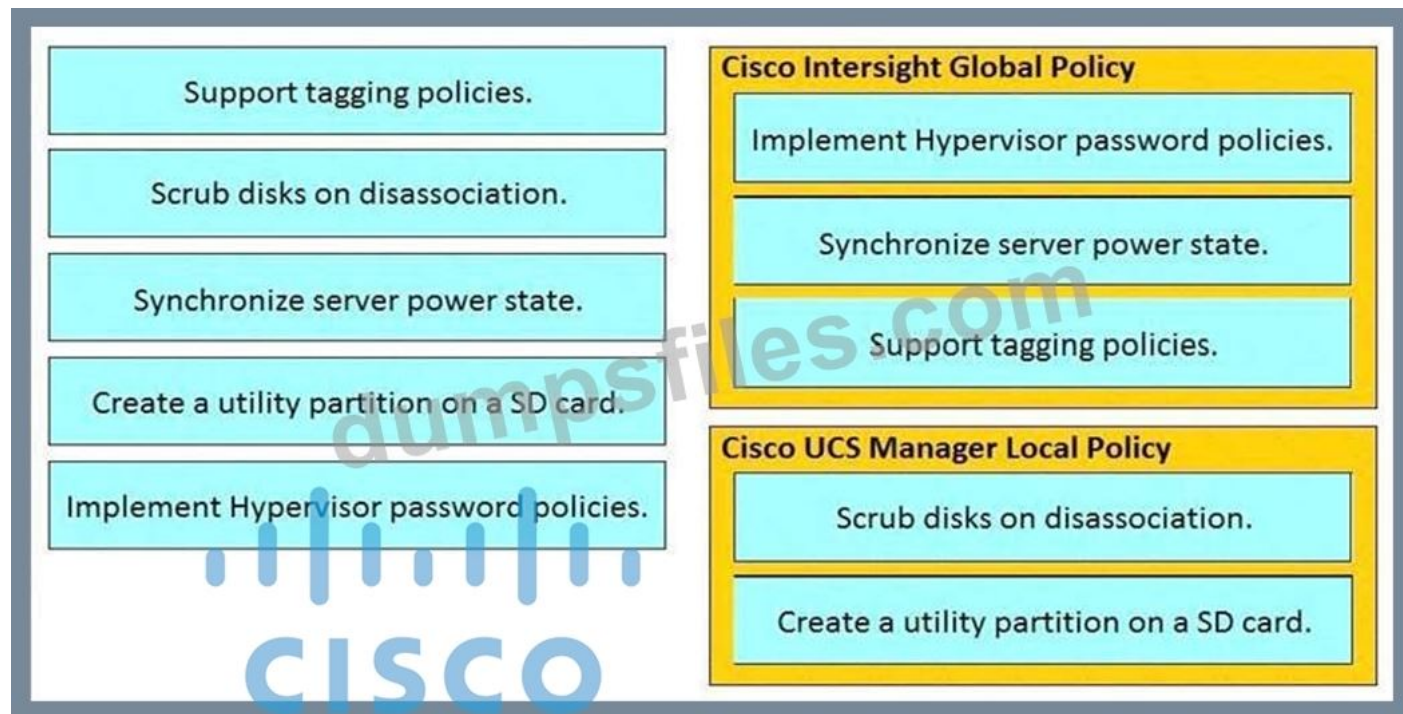 Support tagging policies.
Scrub disks on disassociation.
Synchronize server power state.
Create a utility partition on a SD card.
Implement Hypervisor password policies.
Cisco Intersight Global Policy
Implement Hypervisor password policies.
Synchronize server power state.
Support tagging policies.
Cisco UCS Manager Local Policy
Scrub disks on disassociation.
Create a utility partition on a SD card.
dumpsfiles.com
CISCO